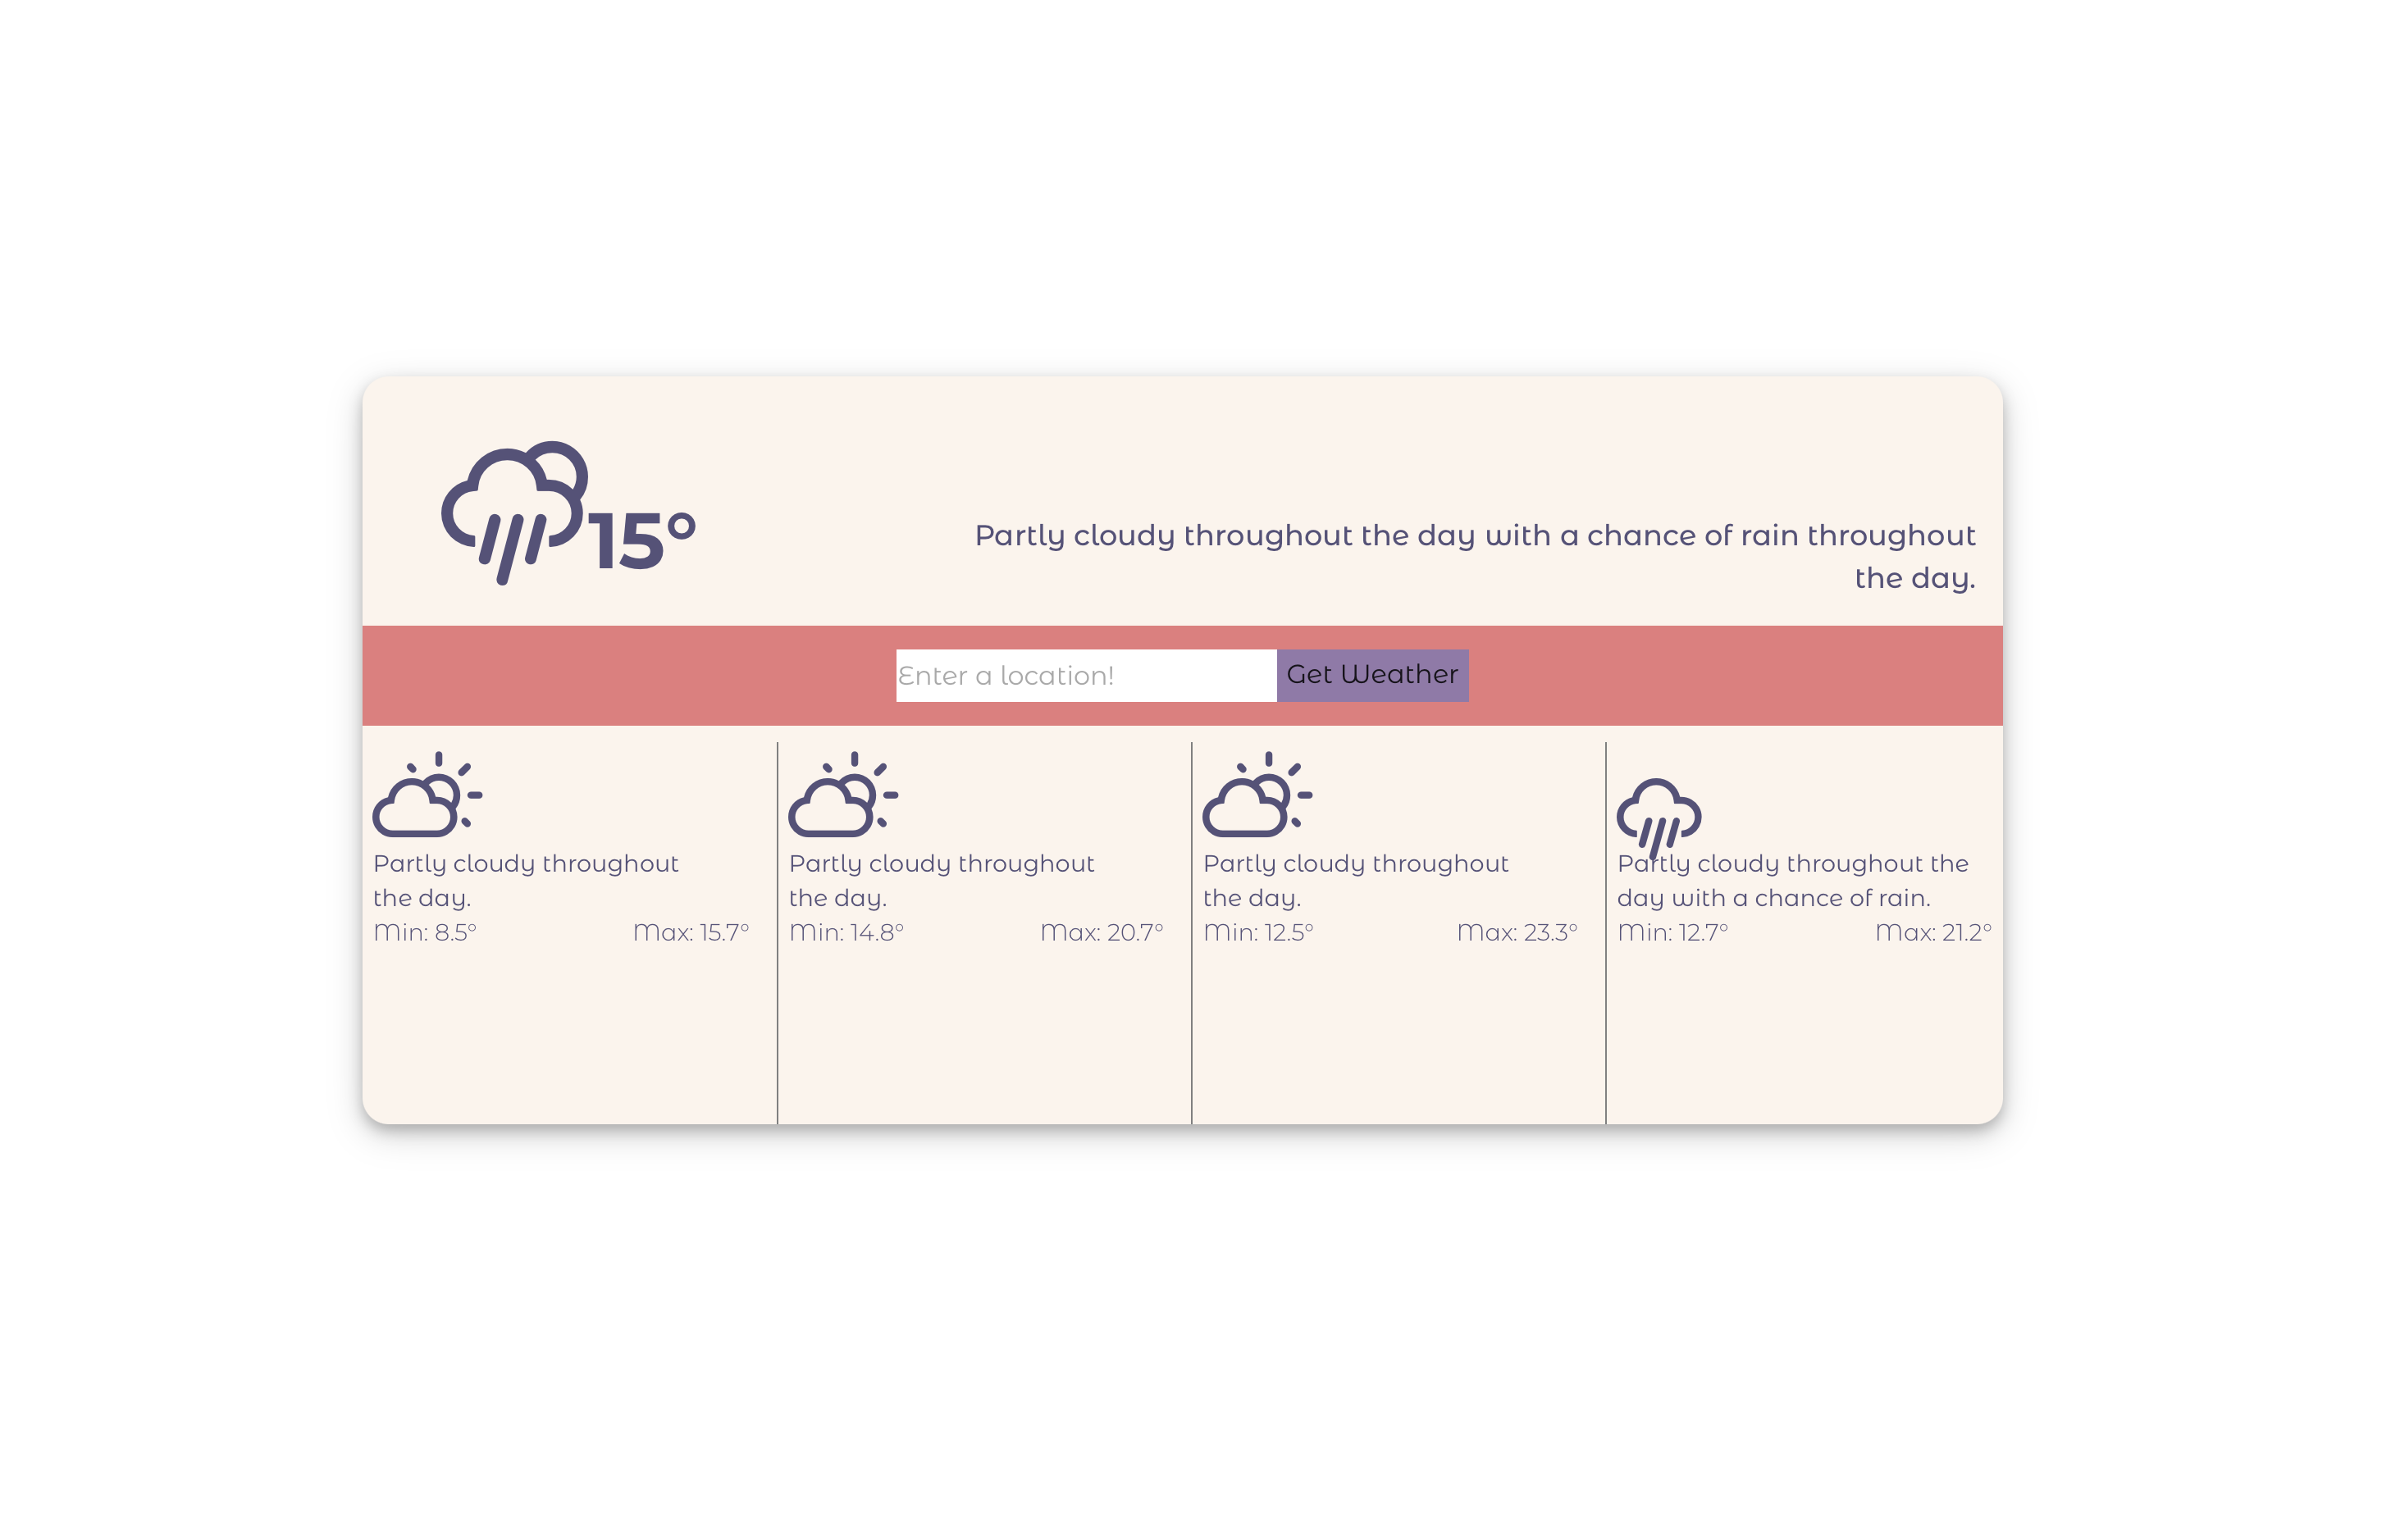 15°
Partly cloudy throughout the day with a chance of rain throughout
the day.
Enter a location!
Get Weather
Partly cloudy throughout
the day.
Min: 8.5° Max: 15.7°
Partly cloudy throughout
the day.
Min: 14.8° Max: 20.7°
Partly cloudy throughout
the day.
Min: 12.5° Max: 23.3°
Partly cloudy throughout the
day with a chance of rain.
Min: 12.7° Max: 21.2°